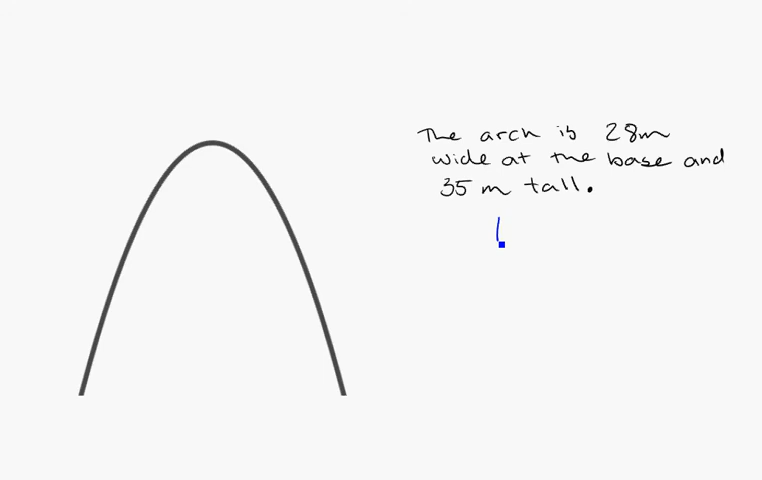 The arch is 28m
wide at the base and
35 m tall.